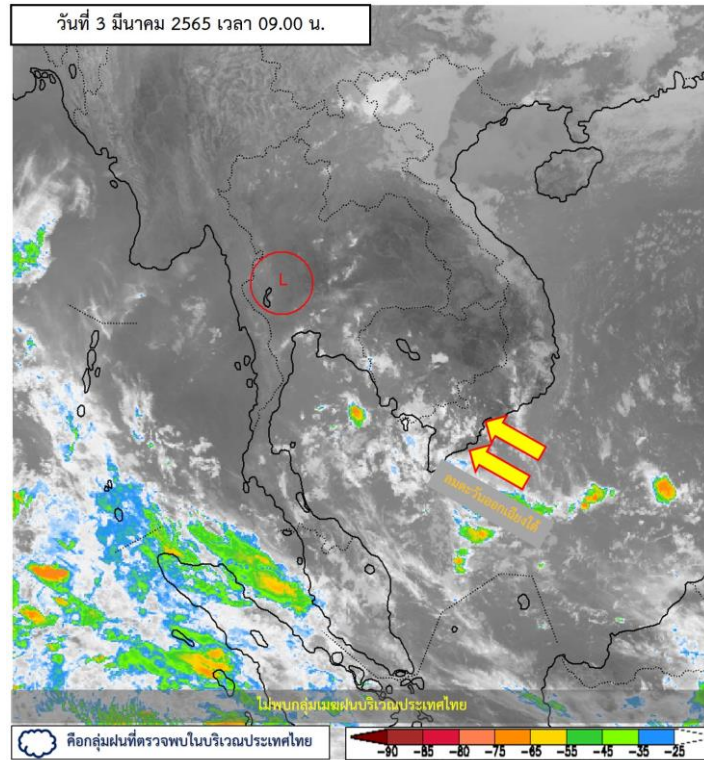 วันที่ 3 มีนาคม 2565 เวลา 09.00 น.
L
ลมตะวันออกเฉียงใต้
ไม่พบกลุ่มเมฆฝนบริเวณประเทศไทย
คือกลุ่มฝนที่ตรวจพบในบริเวณประเทศไทย
-90 -85 -80 -75 -65 -55 -45 -35 -25